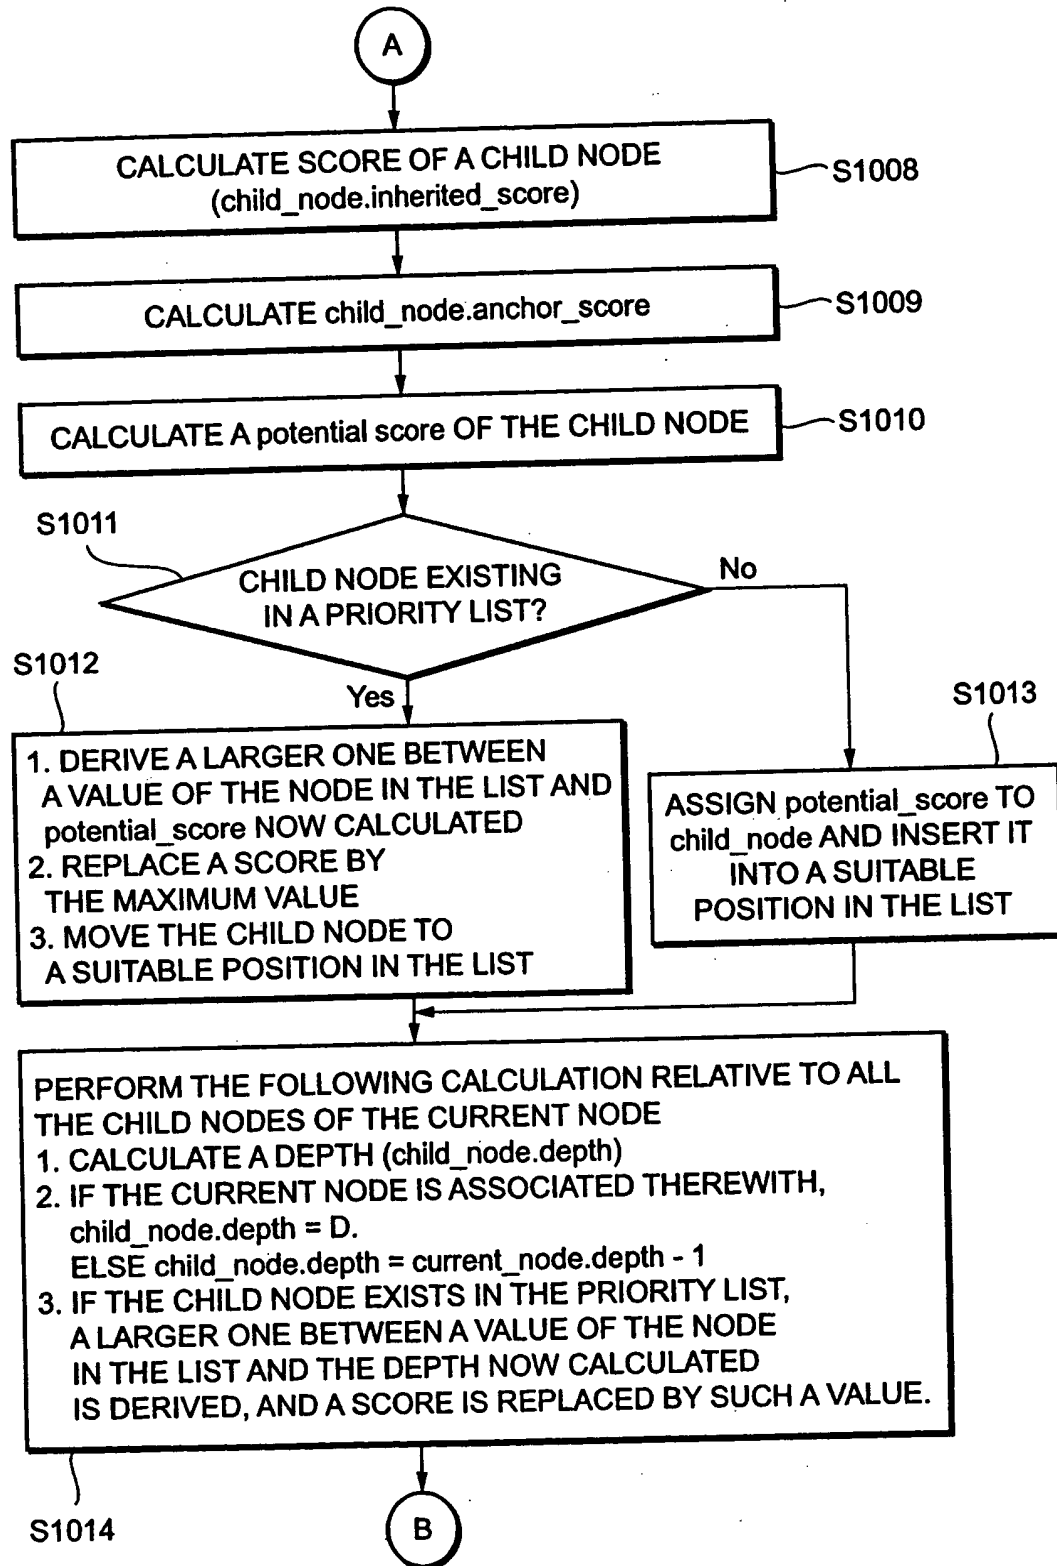 A
CALCULATE SCORE OF A CHILD NODE
(child_node.inherited_score)
S1008
CALCULATE child_node.anchor_score
S1009
CALCULATE A potential score OF THE CHILD NODE
S1010
S1011
CHILD NODE EXISTING
IN A PRIORITY LIST?
No
S1012
Yes
S1013
1. DERIVE A LARGER ONE BETWEEN
A VALUE OF THE NODE IN THE LIST AND
potential_score NOW CALCULATED
2. REPLACE A SCORE BY
THE MAXIMUM VALUE
3. MOVE THE CHILD NODE TO
A SUITABLE POSITION IN THE LIST
ASSIGN potential_score TO
child_node AND INSERT IT
INTO A SUITABLE
POSITION IN THE LIST
PERFORM THE FOLLOWING CALCULATION RELATIVE TO ALL
THE CHILD NODES OF THE CURRENT NODE
1. CALCULATE A DEPTH (child_node.depth)
2. IF THE CURRENT NODE IS ASSOCIATED THEREWITH,
child_node.depth = D.
ELSE child_node.depth = current_node.depth - 1
3. IF THE CHILD NODE EXISTS IN THE PRIORITY LIST,
A LARGER ONE BETWEEN A VALUE OF THE NODE
IN THE LIST AND THE DEPTH NOW CALCULATED
IS DERIVED, AND A SCORE IS REPLACED BY SUCH A VALUE.
S1014
B